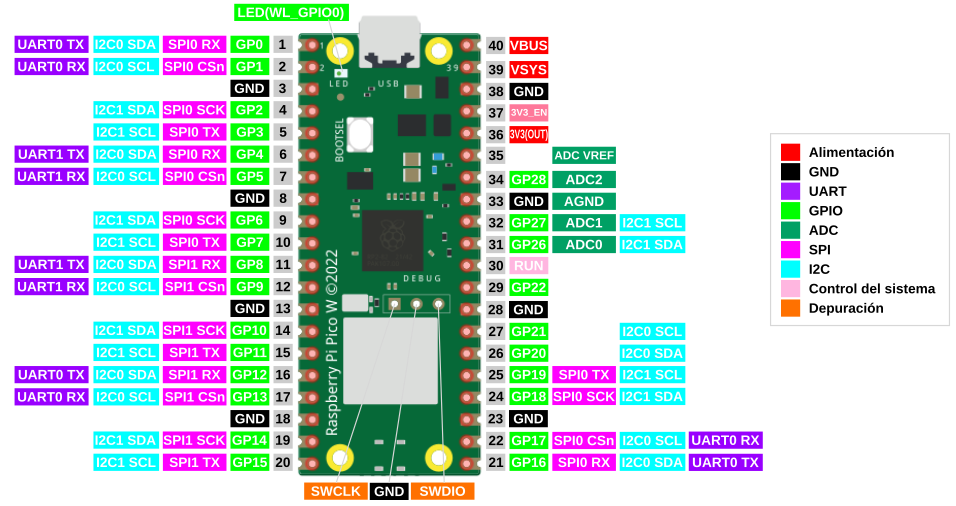 LED(WL_GPIO0)
UART0 TX I2C0 SDA SPI0 RX GP0 1
UART0 RX I2C0 SCL SPI0 CSn GP1 2
GND 3
I2C1 SDA SPI0 SCK GP2 4
I2C1 SCL SPI0 TX GP3 5
UART1 TX I2C0 SDA SPI0 RX GP4 6
UART1 RX I2C0 SCL SPI0 CSn GP5 7
GND 8
I2C1 SDA SPI0 SCK GP6 9
I2C1 SCL SPI0 TX GP7 10
UART1 TX I2C0 SDA SPI1 RX GP8 11
UART1 RX I2C0 SCL SPI1 CSn GP9 12
GND 13
I2C1 SDA SPI1 SCK GP10 14
I2C1 SCL SPI1 TX GP11 15
UART0 TX I2C0 SDA SPI1 RX GP12 16
UART0 RX I2C0 SCL SPI1 CSn GP13 17
GND 18
I2C1 SDA SPI1 SCK GP14 19
I2C1 SCL SPI1 TX GP15 20
1
2
39
LED USB
BOOTSEL
DEBUG
Raspberry Pi Pico W ©2022
SWCLK GND SWDIO
40 VBUS
39 VSYS
38 GND
37 3V3_EN
36 3V3(OUT)
35 ADC VREF
34 GP28 ADC2
33 GND AGND
32 GP27 ADC1 I2C1 SCL
31 GP26 ADC0 I2C1 SDA
30 RUN
29 GP22
28 GND
27 GP21 I2C0 SCL
26 GP20 I2C0 SDA
25 GP19 SPI0 TX I2C1 SCL
24 GP18 SPI0 SCK I2C1 SDA
23 GND
22 GP17 SPI0 CSn I2C0 SCL UART0 RX
21 GP16 SPI0 RX I2C0 SDA UART0 TX
Alimentación
GND
UART
GPIO
ADC
SPI
I2C
Control del sistema
Depuración